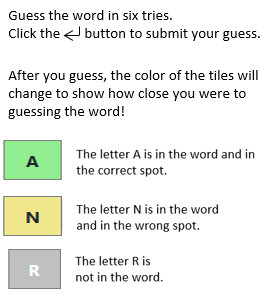 Guess the word in six tries.
Click the ↵ button to submit your guess.
After you guess, the color of the tiles will
change to show how close you were to
guessing the word!
A
The letter A is in the word and in
the correct spot.
N
The letter N is in the word
and in the wrong spot.
R
The letter R is
not in the word.